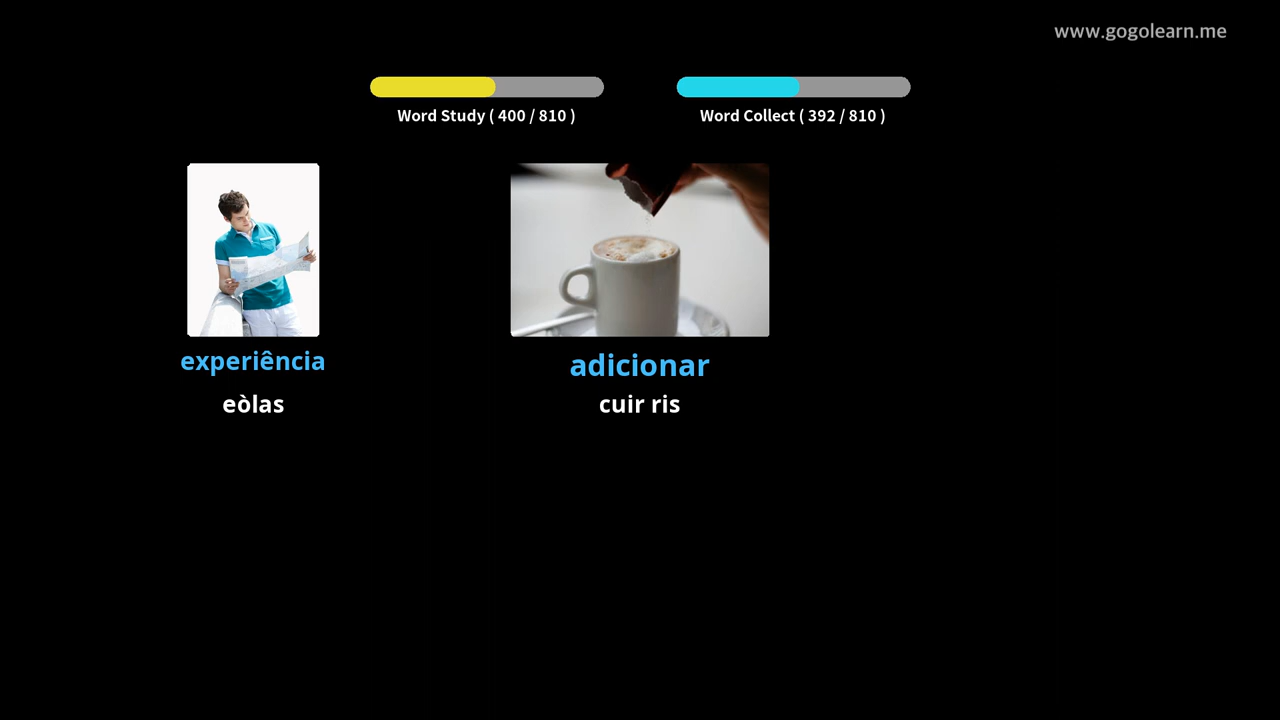 www.gogolearn.me
Word Study ( 400 / 810 )
Word Collect ( 392 / 810 )
experiência
eòlas
adicionar
cuir ris